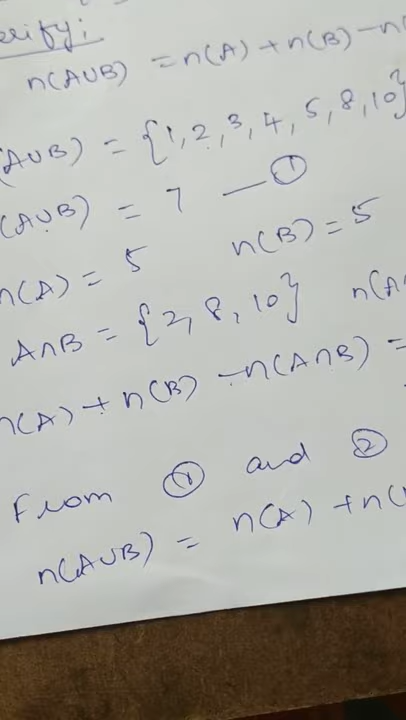 erify:
n(A∪B) = n(A) + n(B) - n(
(A∪B) = {1, 2, 3, 4, 5, 8, 10}
(A∪B) = 7 — ①
n(A) = 5 n(B) = 5
A∩B = {2, 8, 10} n(A∩
n(A) + n(B) - n(A∩B) =
From ① and ②
n(A∪B) = n(A) + n(